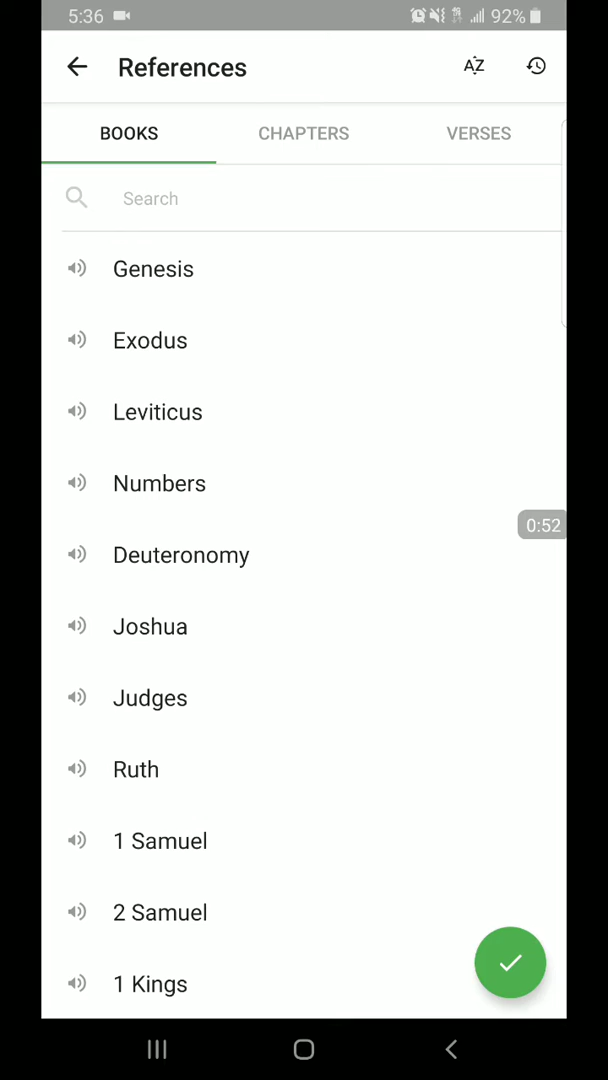 5:36 92%
References AZ
BOOKS CHAPTERS VERSES
Search
Genesis
Exodus
Leviticus
Numbers
0:52
Deuteronomy
Joshua
Judges
Ruth
1 Samuel
2 Samuel
1 Kings